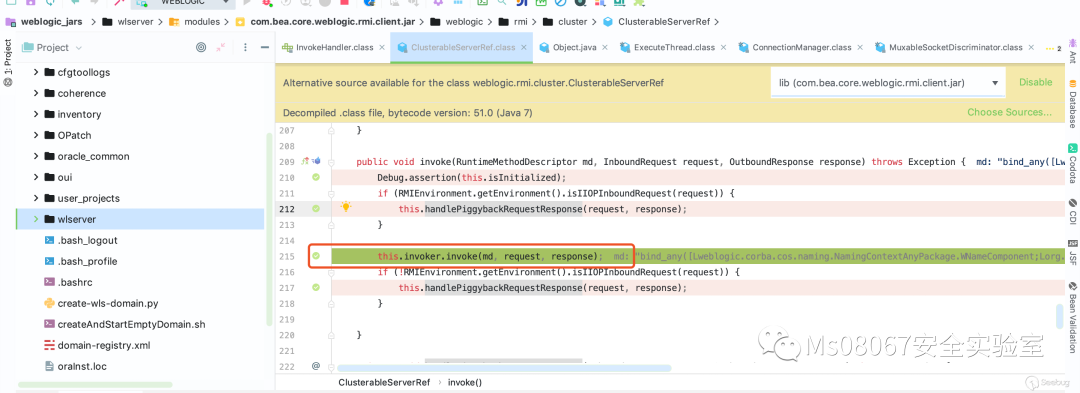 WEBLOGIC
weblogic_jars wlserver modules com.bea.core.weblogic.rmi.client.jar weblogic rmi cluster ClusterableServerRef
1: Project
Project
InvokeHandler.class ClusterableServerRef.class Object.java ExecuteThread.class ConnectionManager.class MuxableSocketDiscriminator.class 2
cfgtoollogs
coherence
inventory
OPatch
oracle_common
oui
user_projects
wlserver
.bash_logout
.bash_profile
.bashrc
create-wls-domain.py
createAndStartEmptyDomain.sh
domain-registry.xml
oraInst.loc
Alternative source available for the class weblogic.rmi.cluster.ClusterableServerRef lib (com.bea.core.weblogic.rmi.client.jar) Disable
Decompiled .class file, bytecode version: 51.0 (Java 7) Choose Sources...
207 }
208
209 public void invoke(RuntimeMethodDescriptor md, InboundRequest request, OutboundResponse response) throws Exception { md: "bind_any([Lw
210 Debug.assertion(this.isInitialized);
211 if (RMIEnvironment.getEnvironment().isIIOPInboundRequest(request)) {
212 this.handlePiggybackRequestResponse(request, response);
213 }
214
215 this.invoker.invoke(md, request, response); md: "bind_any([Lweblogic.corba.cos.naming.NamingContextAnyPackage.WNameComponent;Lorg.
216 if (!RMIEnvironment.getEnvironment().isIIOPInboundRequest(request)) {
217 this.handlePiggybackRequestResponse(request, response);
218 }
219
220 }
221
222 @
ClusterableServerRef invoke()
Ant
Database
Codota
CDI
JSF
JSF
Bean Validation
Ms08067安全实验室
Seebug